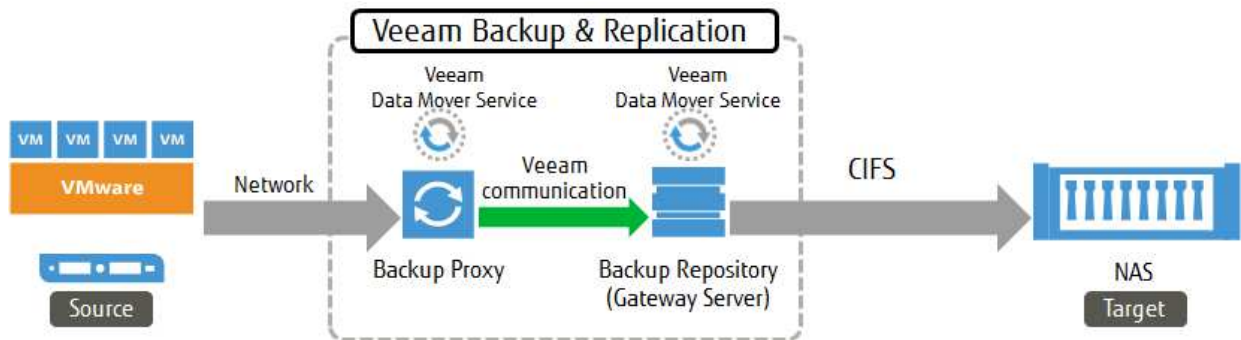 Veeam Backup & Replication
Veeam
Data Mover Service
Veeam
Data Mover Service
VM VM VM VM
VMware
Network
Veeam
communication
CIFS
Backup Proxy
Backup Repository
(Gateway Server)
NAS
Source
Target